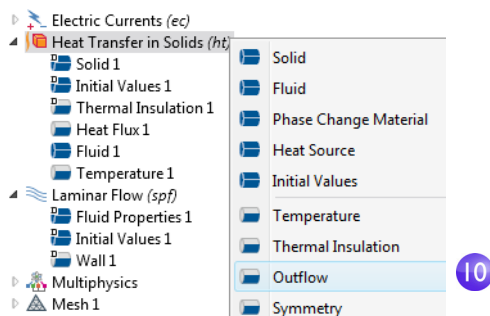 Electric Currents (ec)
Heat Transfer in Solids (ht)
Solid 1
Initial Values 1
Thermal Insulation 1
Heat Flux 1
Fluid 1
Temperature 1
Laminar Flow (spf)
Fluid Properties 1
Initial Values 1
Wall 1
Multiphysics
Mesh 1
Solid
Fluid
Phase Change Material
Heat Source
Initial Values
Temperature
Thermal Insulation
Outflow
Symmetry
10